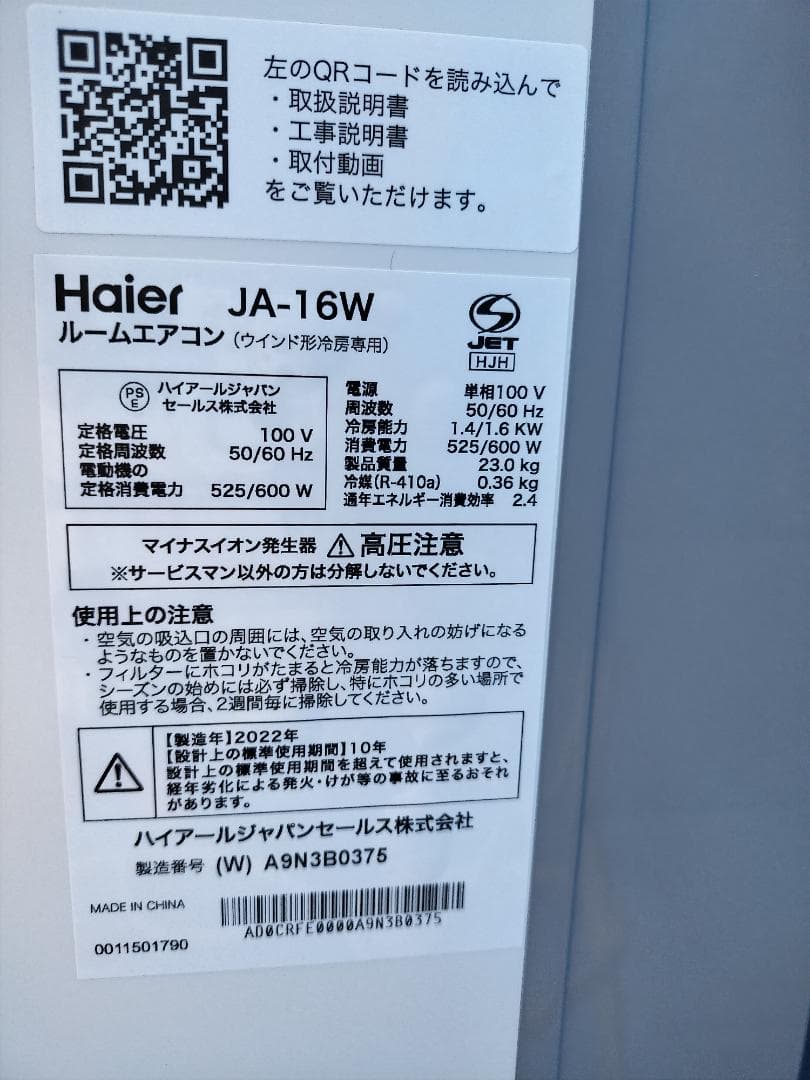 左のQRコードを読み込んで
・取扱説明書
・工事説明書
・取付動画
をご覧いただけます。
Haier JA-16W
ルームエアコン (ウインド形冷房専用)
JET
HJH
PS
E
ハイアールジャパン
セールス株式会社
定格電圧 100 V
定格周波数 50/60 Hz
電動機の
定格消費電力 525/600 W
電源 単相100 V
周波数 50/60 Hz
冷房能力 1.4/1.6 KW
消費電力 525/600 W
製品質量 23.0 kg
冷媒(R-410a) 0.36 kg
通年エネルギー消費効率 2.4
マイナスイオン発生器 ⚠ 高圧注意
※サービスマン以外の方は分解しないでください。
使用上の注意
・空気の吸込口の周囲には、空気の取り入れの妨げになる
ようなものを置かないでください。
・フィルターにホコリがたまると冷房能力が落ちますので、
シーズンの始めには必ず掃除し、特にホコリの多い場所で
使用する場合、2週間毎に掃除してください。
【製造年】2022年
【設計上の標準使用期間】10年
設計上の標準使用期間を超えて使用されますと、
経年劣化による発火・けが等の事故に至るおそれ
があります。
ハイアールジャパンセールス株式会社
製造番号 (W) A9N3B0375
MADE IN CHINA
AD0CRFE0000A9N3B0375
0011501790